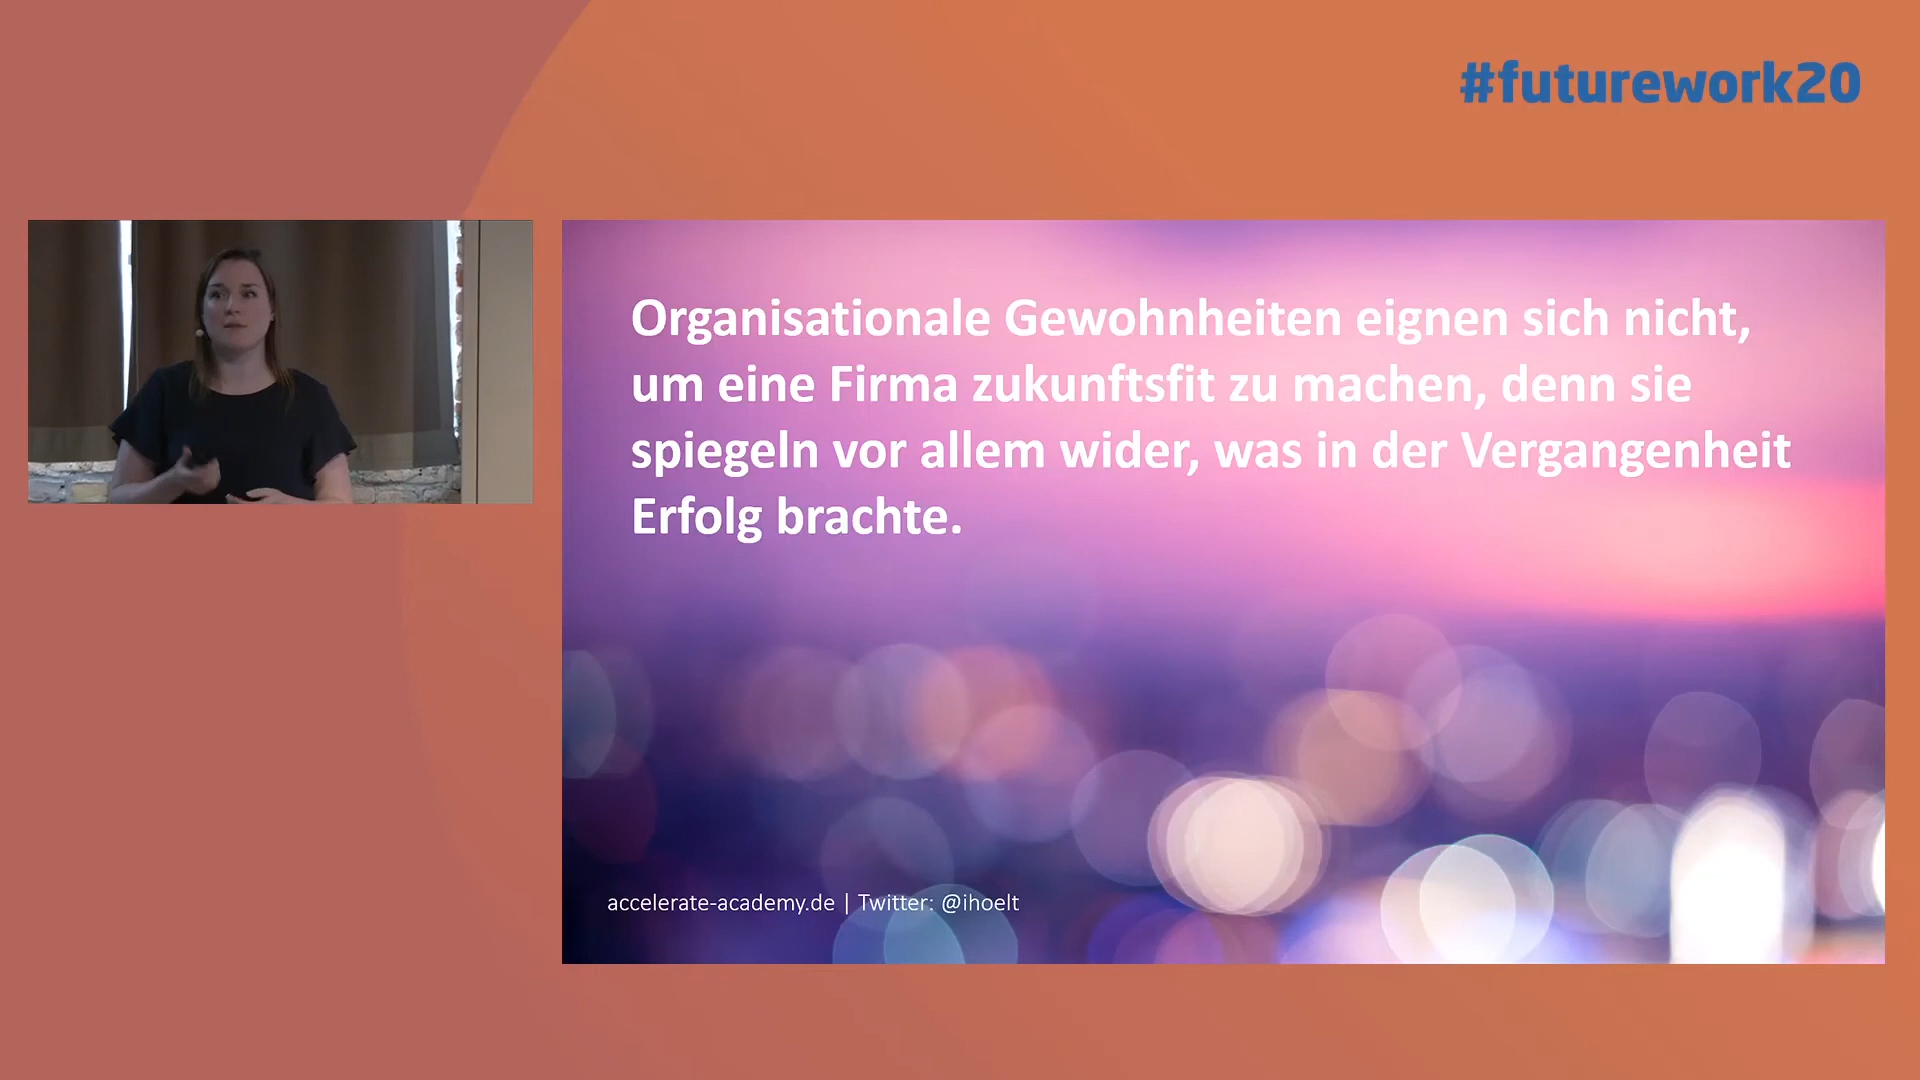 #futurework20
Organisationale Gewohnheiten eignen sich nicht,
um eine Firma zukunftsfit zu machen, denn sie
spiegeln vor allem wider, was in der Vergangenheit
Erfolg brachte.
accelerate-academy.de | Twitter: @ihoelt